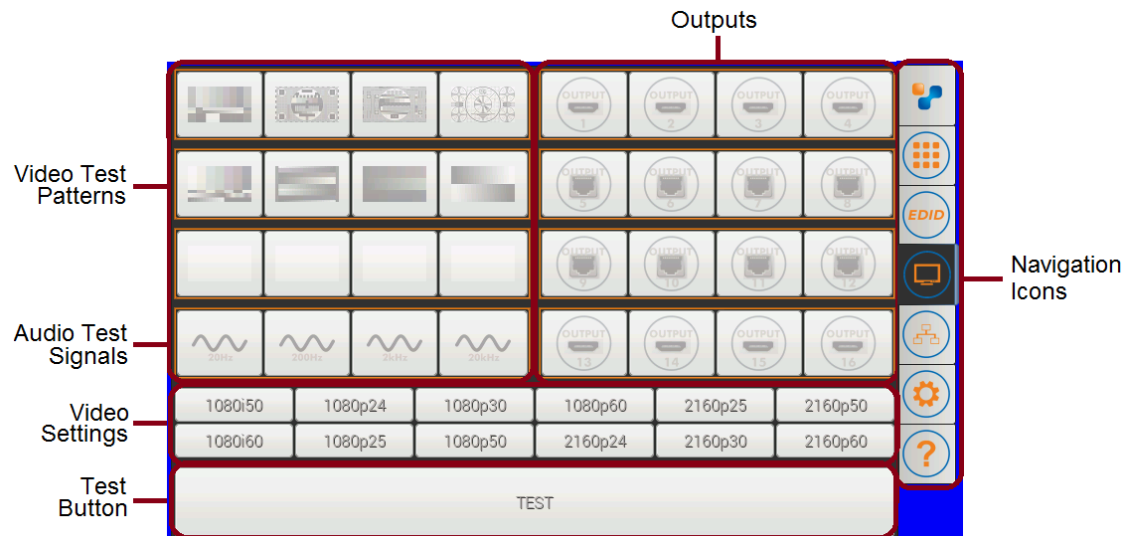 Outputs
OUTPUT 1
OUTPUT 2
OUTPUT 3
OUTPUT 4
Video Test
Patterns
OUTPUT 5
OUTPUT 6
OUTPUT 7
OUTPUT 8
EDID
OUTPUT 9
OUTPUT 10
OUTPUT 11
OUTPUT 12
Navigation
Icons
Audio Test
Signals
20Hz
200Hz
2kHz
20kHz
OUTPUT 13
OUTPUT 14
OUTPUT 15
OUTPUT 16
Video
Settings
1080i50 1080p24 1080p30 1080p60 2160p25 2160p50
1080i60 1080p25 1080p50 2160p24 2160p30 2160p60
?
Test
Button
TEST